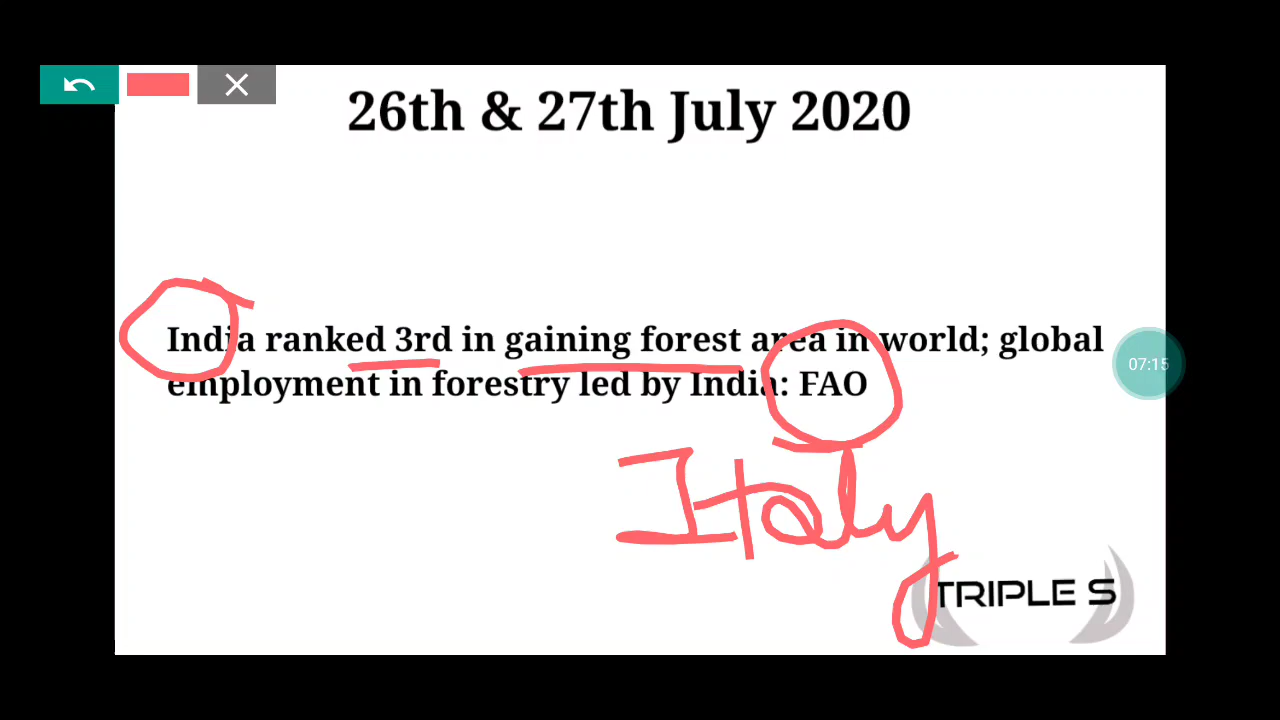 26th & 27th July 2020
India ranked 3rd in gaining forest area in world; global
employment in forestry led by India: FAO
07:15
Italy
TRIPLE S